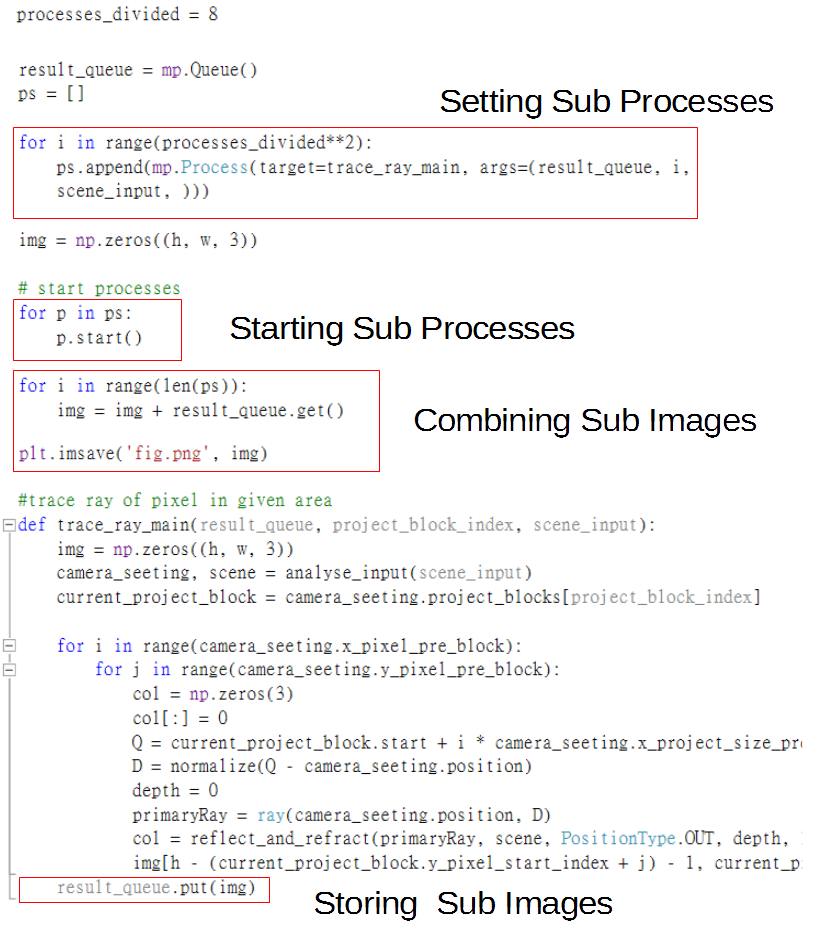 processes_divided = 8
result_queue = mp.Queue()
ps = []
Setting Sub Processes
for i in range(processes_divided**2):
ps.append(mp.Process(target=trace_ray_main, args=(result_queue, i,
scene_input, )))
img = np.zeros((h, w, 3))
# start processes
for p in ps:
p.start()
Starting Sub Processes
for i in range(len(ps)):
img = img + result_queue.get()
Combining Sub Images
plt.imsave('fig.png', img)
#trace ray of pixel in given area
def trace_ray_main(result_queue, project_block_index, scene_input):
img = np.zeros((h, w, 3))
camera_seeting, scene = analyse_input(scene_input)
current_project_block = camera_seeting.project_blocks[project_block_index]
for i in range(camera_seeting.x_pixel_pre_block):
for j in range(camera_seeting.y_pixel_pre_block):
col = np.zeros(3)
col[:] = 0
Q = current_project_block.start + i * camera_seeting.x_project_size_pr
D = normalize(Q - camera_seeting.position)
depth = 0
primaryRay = ray(camera_seeting.position, D)
col = reflect_and_refract(primaryRay, scene, PositionType.OUT, depth,
img[h - (current_project_block.y_pixel_start_index + j) - 1, current_p
result_queue.put(img)
Storing Sub Images